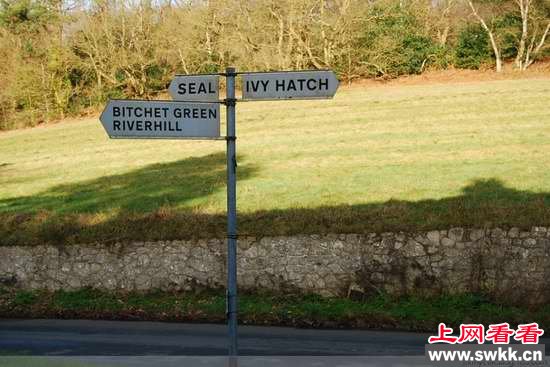 SEAL
IVY HATCH
BITCHET GREEN
RIVERHILL
上网看看
www.swkk.cn